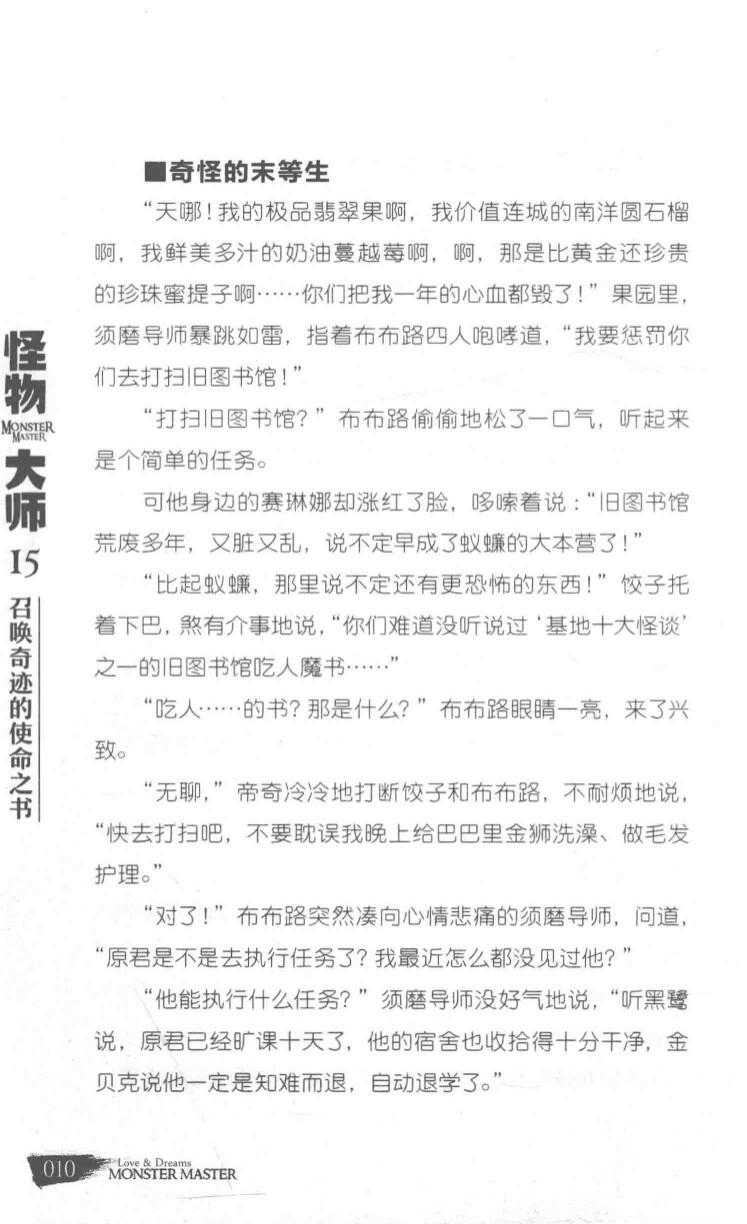 ■奇怪的末等生
“天哪！我的极品翡翠果啊，我价值连城的南洋圆石榴
啊，我鲜美多汁的奶油蔓越莓啊，啊，那是比黄金还珍贵
的珍珠蜜提子啊……你们把我一年的心血都毁了！”果园里，
须磨导师暴跳如雷，指着布布路四人咆哮道，“我要惩罚你
们去打扫旧图书馆！”
“打扫旧图书馆？”布布路偷偷地松了一口气，听起来
是个简单的任务。
可他身边的赛琳娜却涨红了脸，哆嗦着说：“旧图书馆
荒废多年，又脏又乱，说不定早成了蚁蠊的大本营了！”
“比起蚁蠊，那里说不定还有更恐怖的东西！”饺子托
着下巴，煞有介事地说，“你们难道没听说过‘基地十大怪谈’
之一的旧图书馆吃人魔书……”
“吃人……的书？那是什么？”布布路眼睛一亮，来了兴
致。
“无聊，”帝奇冷冷地打断饺子和布布路，不耐烦地说，
“快去打扫吧，不要耽误我晚上给巴巴里金狮洗澡、做毛发
护理。”
“对了！”布布路突然凑向心情悲痛的须磨导师，问道，
“原君是不是去执行任务了？我最近怎么都没见过他？”
“他能执行什么任务？”须磨导师没好气地说，“听黑鹭
说，原君已经旷课十天了，他的宿舍也收拾得十分干净，金
贝克说他一定是知难而退，自动退学了。”
怪物
MONSTER
MASTER
大师
15
召唤奇迹的使命之书
010
Love & Dreams
MONSTER MASTER